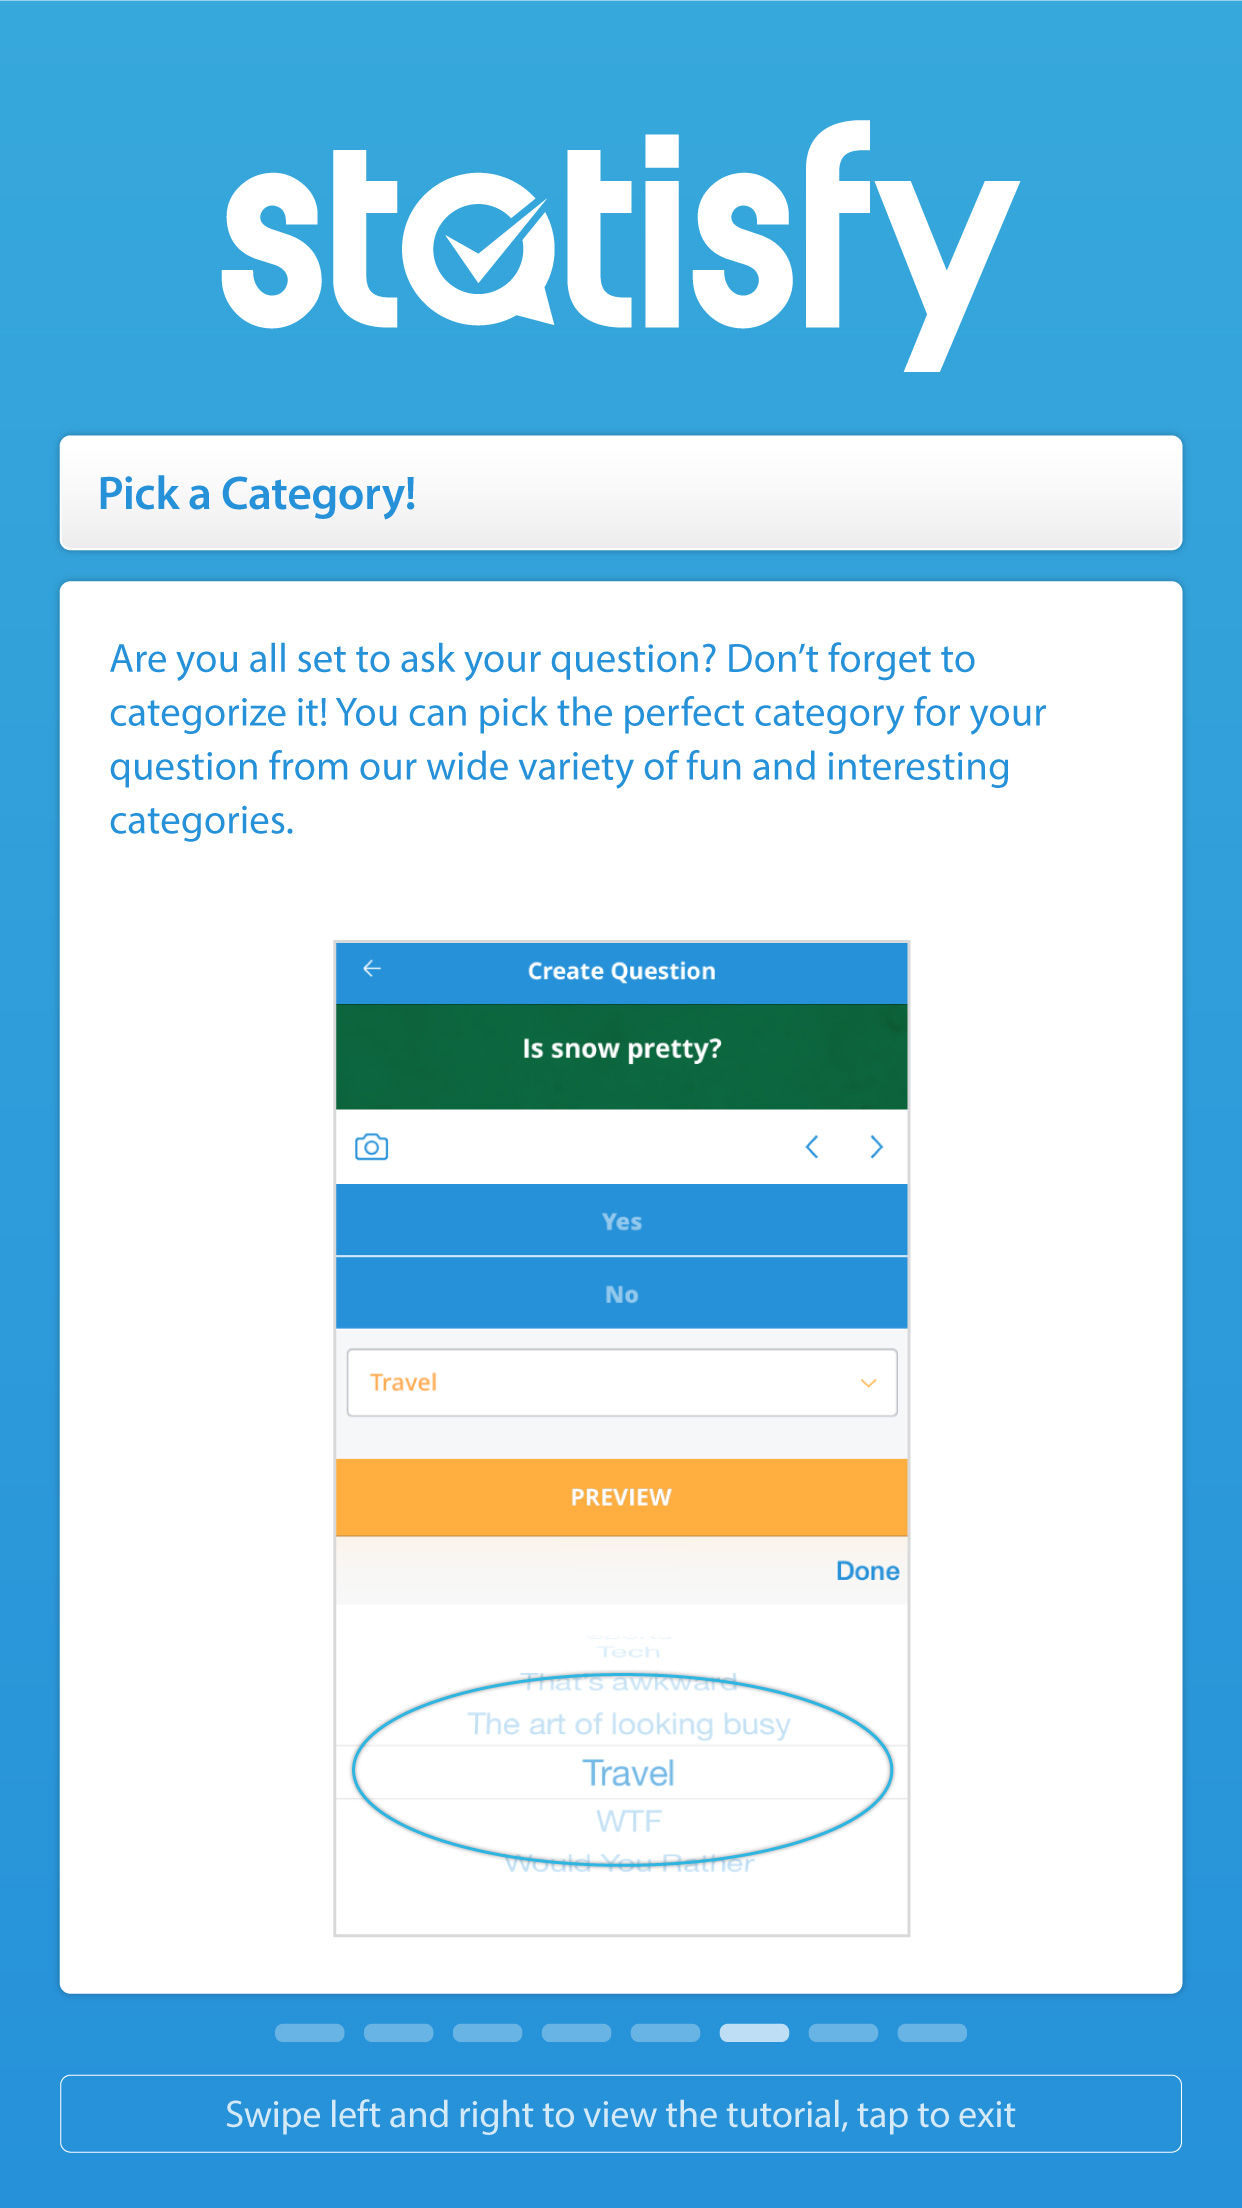 statisfy
Pick a Category!
Are you all set to ask your question? Don’t forget to
categorize it! You can pick the perfect category for your
question from our wide variety of fun and interesting
categories.
Create Question
Is snow pretty?
Yes
No
Travel
PREVIEW
Done
Tech
That's awkward
The art of looking busy
Travel
WTF
Would You Rather
Swipe left and right to view the tutorial, tap to exit